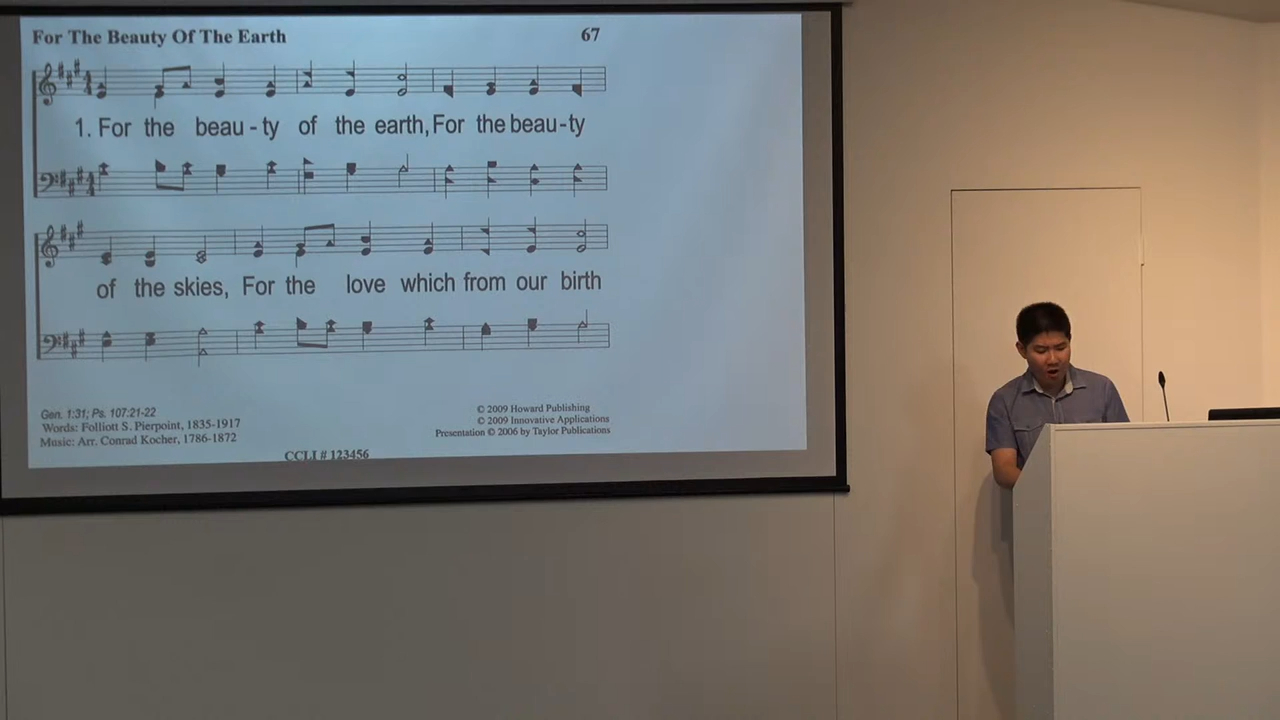 For The Beauty Of The Earth 67
1. For the beau - ty of the earth, For the beau-ty
of the skies, For the love which from our birth
Gen. 1:31; Ps. 107:21-22
Words: Folliott S. Pierpoint, 1835-1917
Music: Arr. Conrad Kocher, 1786-1872
© 2009 Howard Publishing
© 2009 Innovative Applications
Presentation © 2006 by Taylor Publications
CCLI # 123456